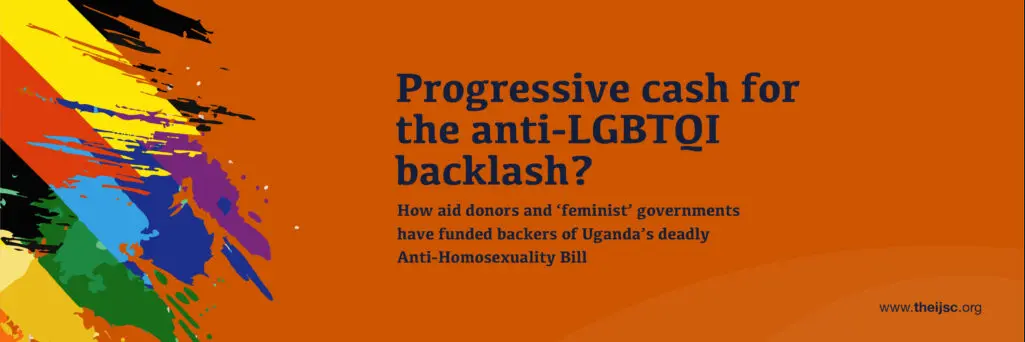 Progressive cash for
the anti-LGBTQI
backlash?
How aid donors and ‘feminist’ governments
have funded backers of Uganda’s deadly
Anti-Homosexuality Bill
www.theijsc.org